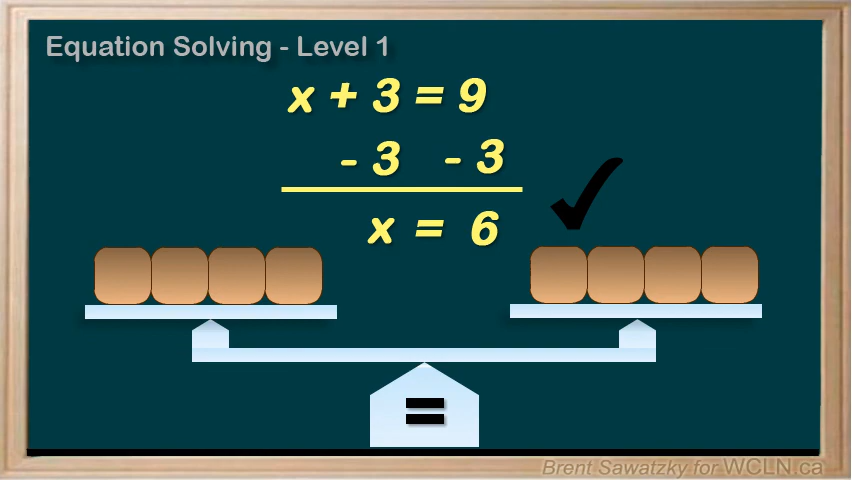 Equation Solving - Level 1
x + 3 = 9
- 3 - 3
x = 6
=
Brent Sawatzky for WCLN.ca